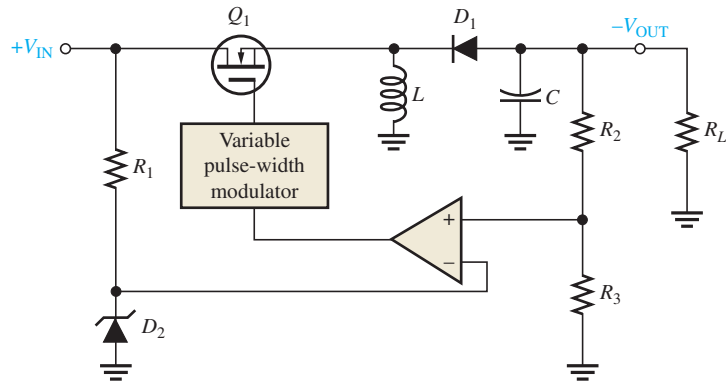 Q1
D1
−VOUT
+VIN
L
C
R2
RL
Variable
pulse-width
modulator
R1
+
−
R3
D2